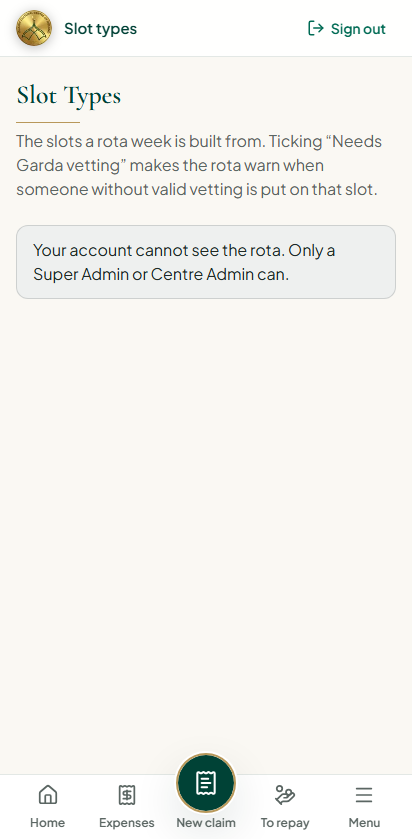 Slot types
Sign out
Slot Types
The slots a rota week is built from. Ticking “Needs
Garda vetting” makes the rota warn when
someone without valid vetting is put on that slot.
Your account cannot see the rota. Only a
Super Admin or Centre Admin can.
Home
Expenses
New claim
To repay
Menu